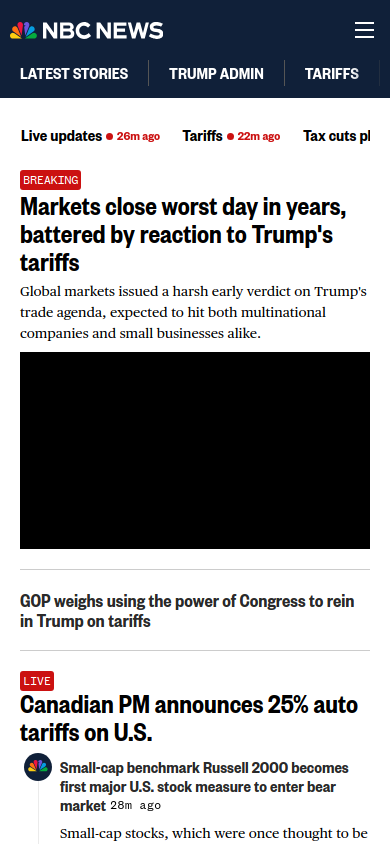 NBC NEWS
LATEST STORIES TRUMP ADMIN TARIFFS
Live updates 26m ago Tariffs 22m ago Tax cuts pl
BREAKING
Markets close worst day in years,
battered by reaction to Trump's
tariffs
Global markets issued a harsh early verdict on Trump's
trade agenda, expected to hit both multinational
companies and small businesses alike.
GOP weighs using the power of Congress to rein
in Trump on tariffs
LIVE
Canadian PM announces 25% auto
tariffs on U.S.
Small-cap benchmark Russell 2000 becomes
first major U.S. stock measure to enter bear
market 28m ago
Small-cap stocks, which were once thought to be